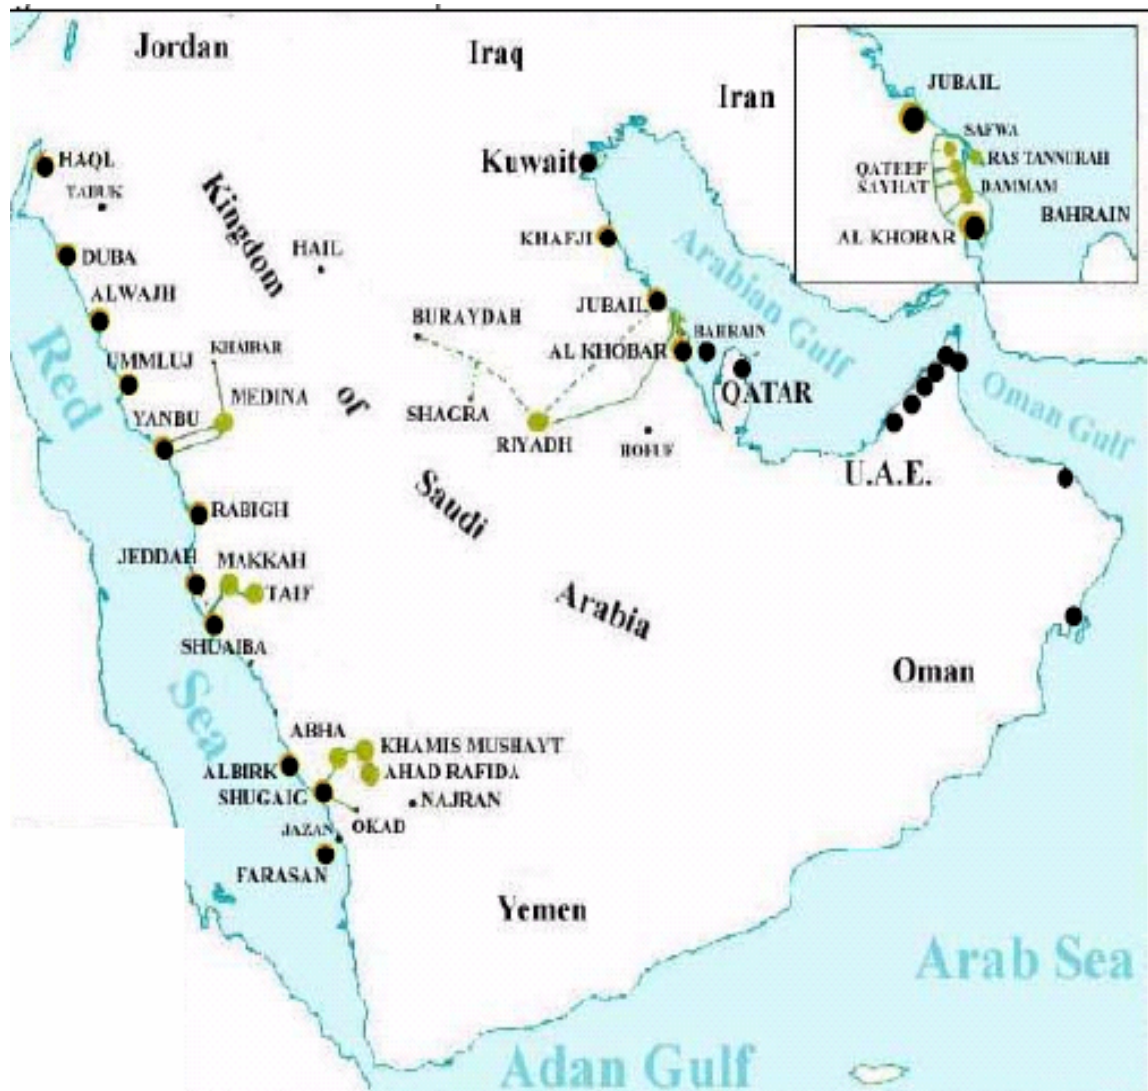 Jordan
Iraq
Iran
JUBAIL
SAFWA
RAS TANNURAH
QATEEF
SAYHAT
DAMMAM
BAHRAIN
AL KHOBAR
HAQL
TABUK
Kuwait
Kingdom
HAIL
KHAFJI
DUBA
ALWAJH
Arabian Gulf
JUBAIL
BURAYDAH
BAHRAIN
AL KHOBAR
UMMLUJ
KHAIBAR
MEDINA
of
SHAGRA
QATAR
Oman Gulf
YANBU
RIYADH
HOFUF
U.A.E.
Red
Saudi
RABIGH
JEDDAH
MAKKAH
TAIF
Arabia
SHUAIBA
Oman
Sea
ABHA
KHAMIS MUSHAYT
ALBIRK
AHAD RAFIDA
SHUGAIG
NAJRAN
JAZAN
OKAD
FARASAN
Yemen
Arab Sea
Adan Gulf